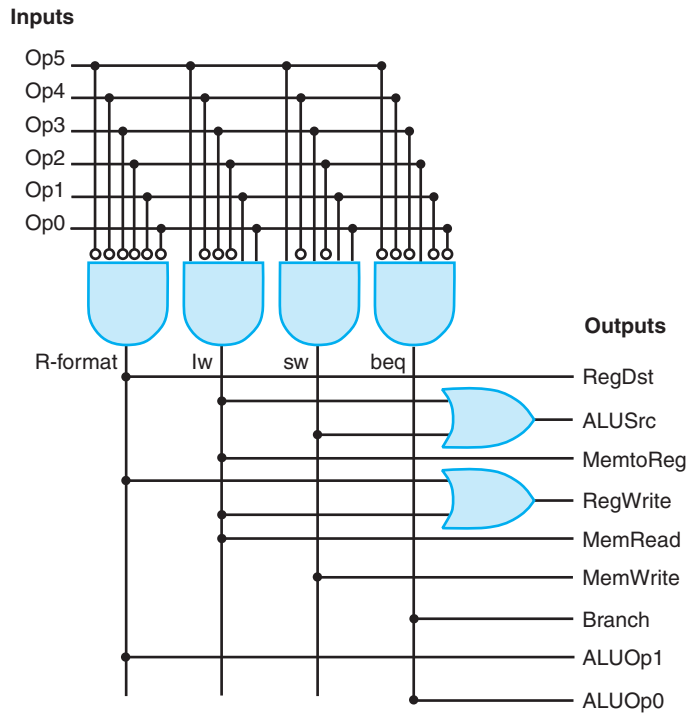 Inputs
Op5
Op4
Op3
Op2
Op1
Op0
R-format
lw
sw
beq
Outputs
RegDst
ALUSrc
MemtoReg
RegWrite
MemRead
MemWrite
Branch
ALUOp1
ALUOp0